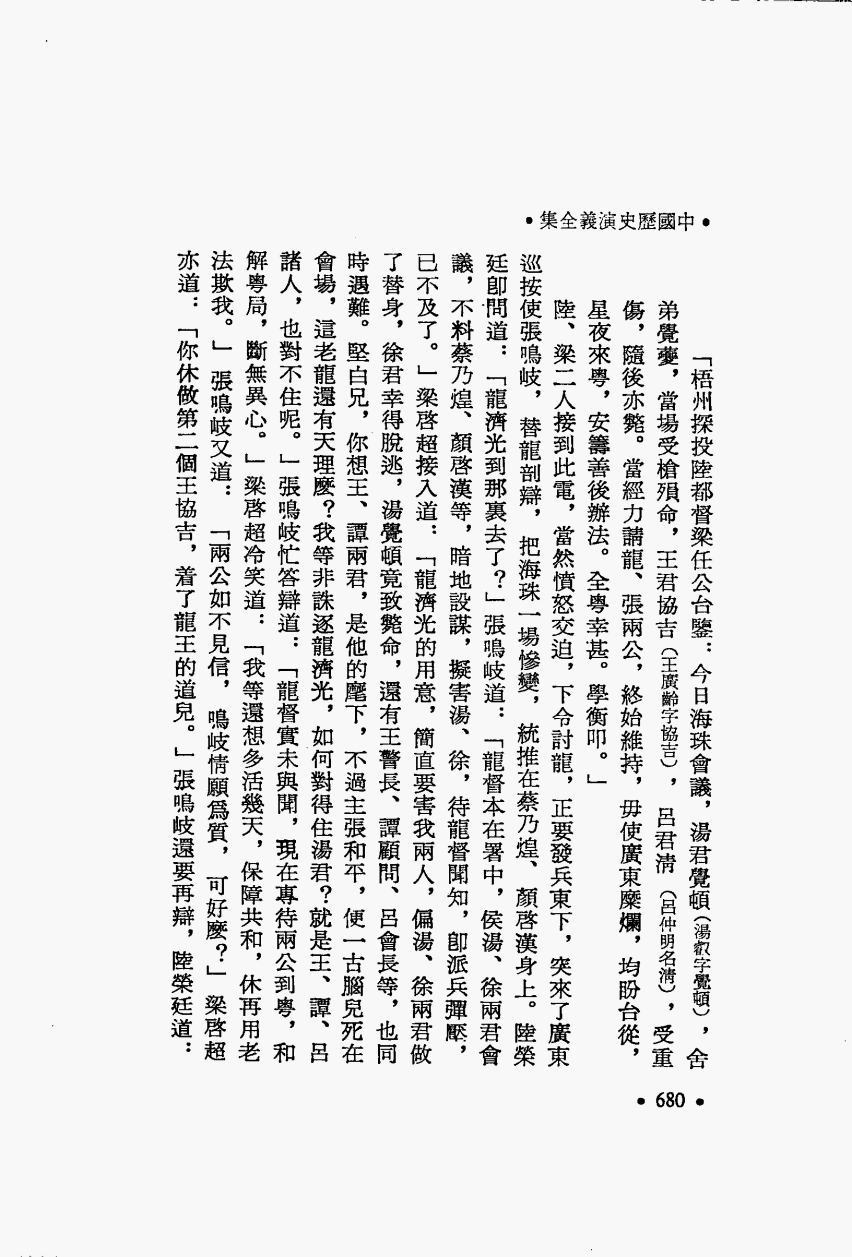 •中國歷史演義全集•
「梧州探投陸都督梁任公台鑒：今日海珠會議，湯君覺頓（湯叡字覺頓），舍
弟覺虁，當場受槍殞命，王君協吉（王廣齡字協吉），呂君清（呂仲明名清），受重
傷，隨後亦斃。當經力請龍、張兩公，終始維持，毋使廣東糜爛，均盼台從，
星夜來粵，安籌善後辦法。全粵幸甚。學衡叩。」
陸、梁二人接到此電，當然憤怒交迫，下令討龍，正要發兵東下，突來了廣東
巡按使張鳴岐，替龍剖辯，把海珠一場慘變，統推在蔡乃煌、顏啓漢身上。陸榮
廷卽問道：「龍濟光到那裏去了？」張鳴岐道：「龍督本在署中，侯湯、徐兩君會
議，不料蔡乃煌、顏啓漢等，暗地設謀，擬害湯、徐，待龍督聞知，卽派兵彈壓，
已不及了。」梁啓超接入道：「龍濟光的用意，簡直要害我兩人，偏湯、徐兩君做
了替身，徐君幸得脫逃，湯覺頓竟致斃命，還有王警長、譚顧問、呂會長等，也同
時遇難。堅白兄，你想王、譚兩君，是他的麾下，不過主張和平，便一古腦兒死在
會場，這老龍還有天理麼？我等非誅逐龍濟光，如何對得住湯君？就是王、譚、呂
諸人，也對不住呢。」張鳴岐忙答辯道：「龍督實未與聞，現在專待兩公到粵，和
解粵局，斷無異心。」梁啓超冷笑道：「我等還想多活幾天，保障共和，休再用老
法欺我。」張鳴岐又道：「兩公如不見信，鳴岐情願爲質，可好麼？」梁啓超
亦道：「你休做第二個王協吉，着了龍王的道兒。」張鳴岐還要再辯，陸榮廷道：
•680•